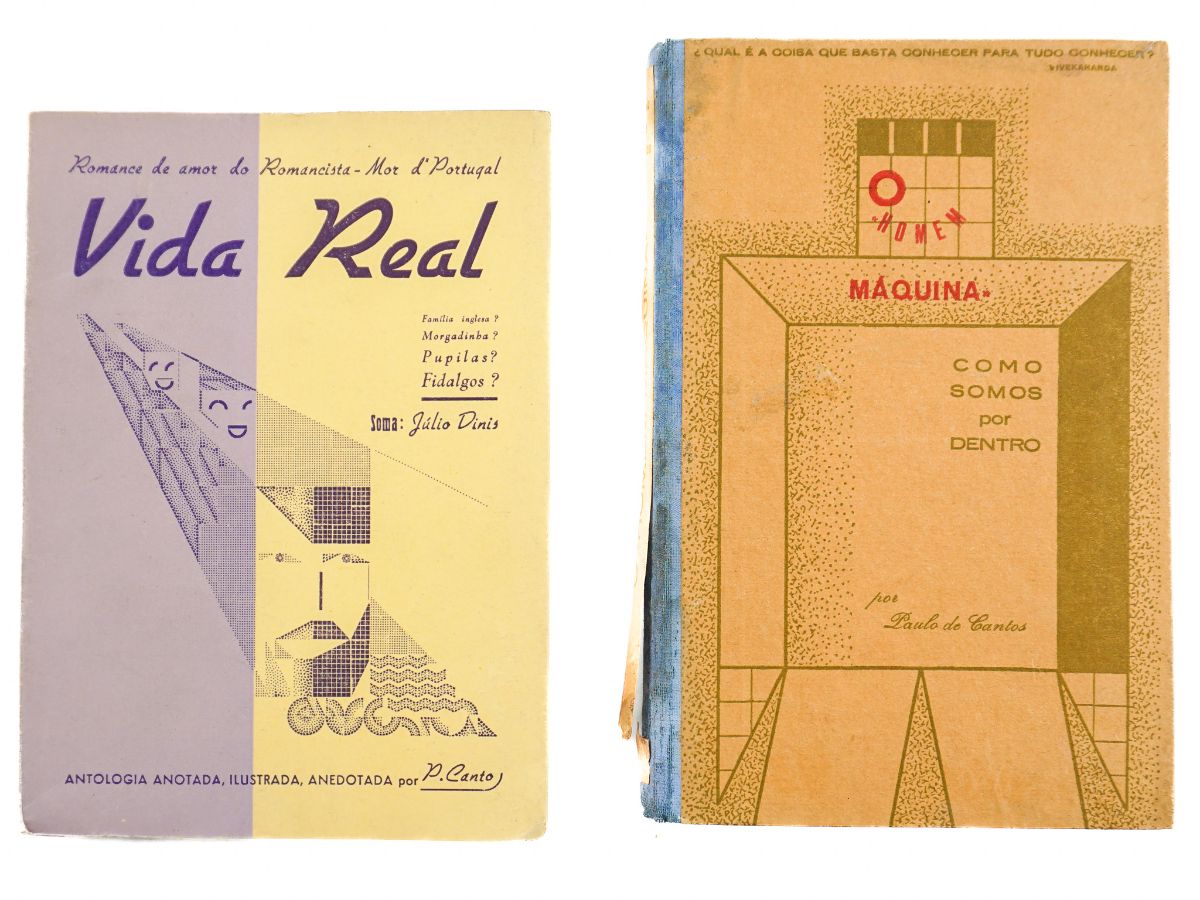 Romance de amor do Romancista-Mor d'Portugal
Vida Real
Família inglesa?
Morgadinha?
Pupilas?
Fidalgos?
Soma: Júlio Dinis
ANTOLOGIA ANOTADA, ILUSTRADA, ANEDOTADA por P. Cantos
¿QUAL É A COISA QUE BASTA CONHECER PARA TUDO CONHECER?
VIVEKANANDA
O
"HOMEM
MÁQUINA"
COMO
SOMOS
por
DENTRO
por
Paulo de Cantos